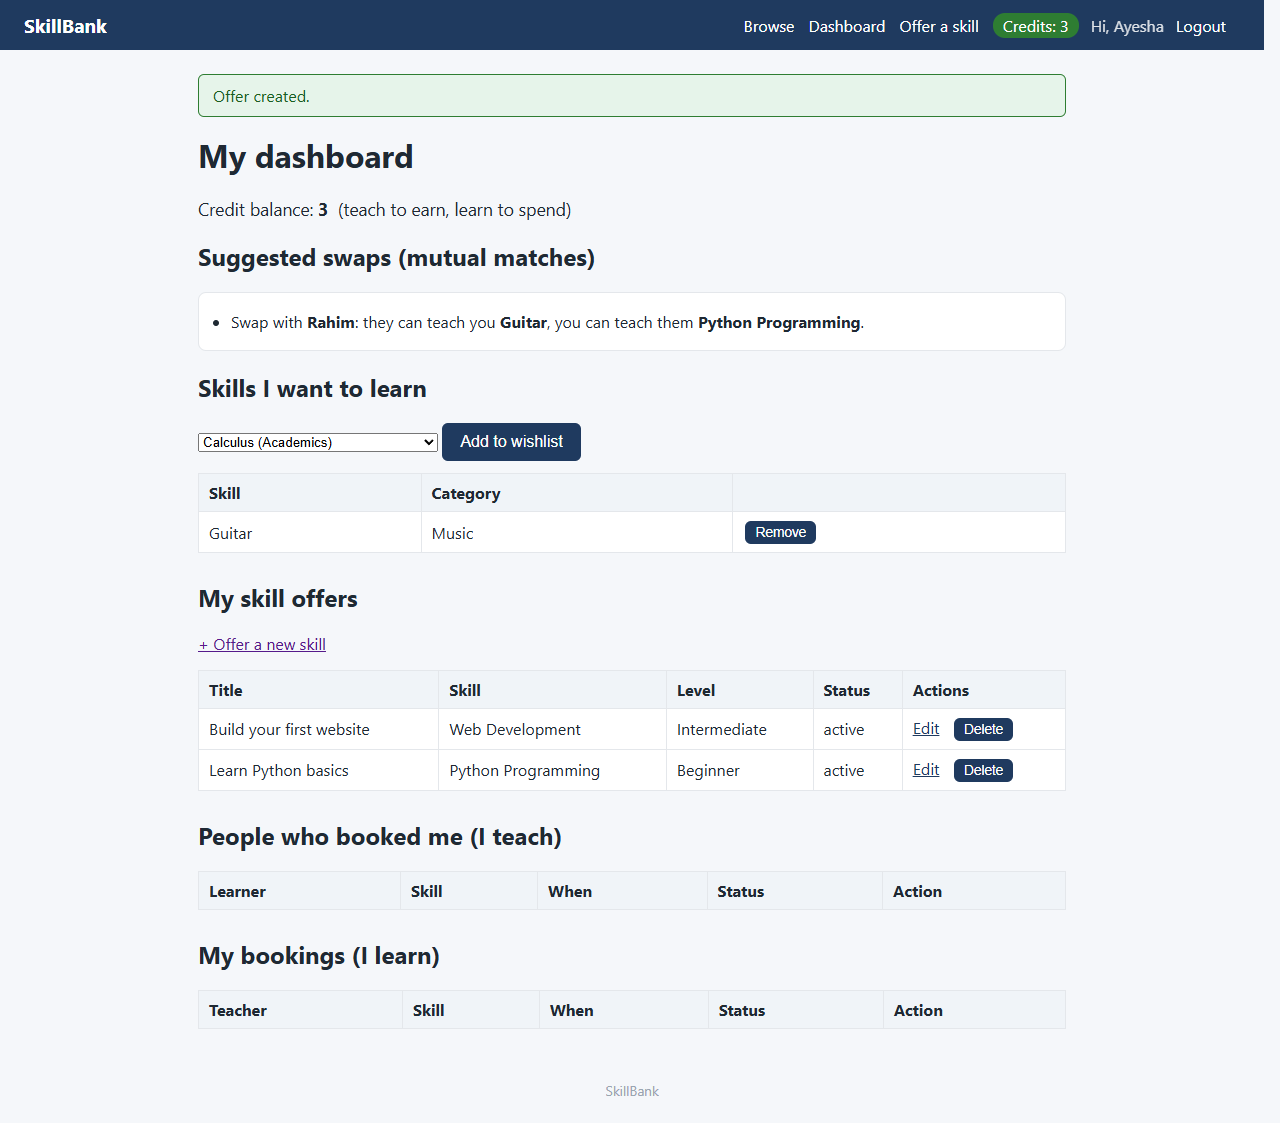 SkillBank Browse Dashboard Offer a skill Credits: 3 Hi, Ayesha Logout
Offer created.
My dashboard
Credit balance: 3 (teach to earn, learn to spend)
Suggested swaps (mutual matches)
• Swap with Rahim: they can teach you Guitar, you can teach them Python Programming.
Skills I want to learn
Calculus (Academics) Add to wishlist
Skill Category
Guitar Music Remove
My skill offers
+ Offer a new skill
Title Skill Level Status Actions
Build your first website Web Development Intermediate active Edit Delete
Learn Python basics Python Programming Beginner active Edit Delete
People who booked me (I teach)
Learner Skill When Status Action
My bookings (I learn)
Teacher Skill When Status Action
SkillBank